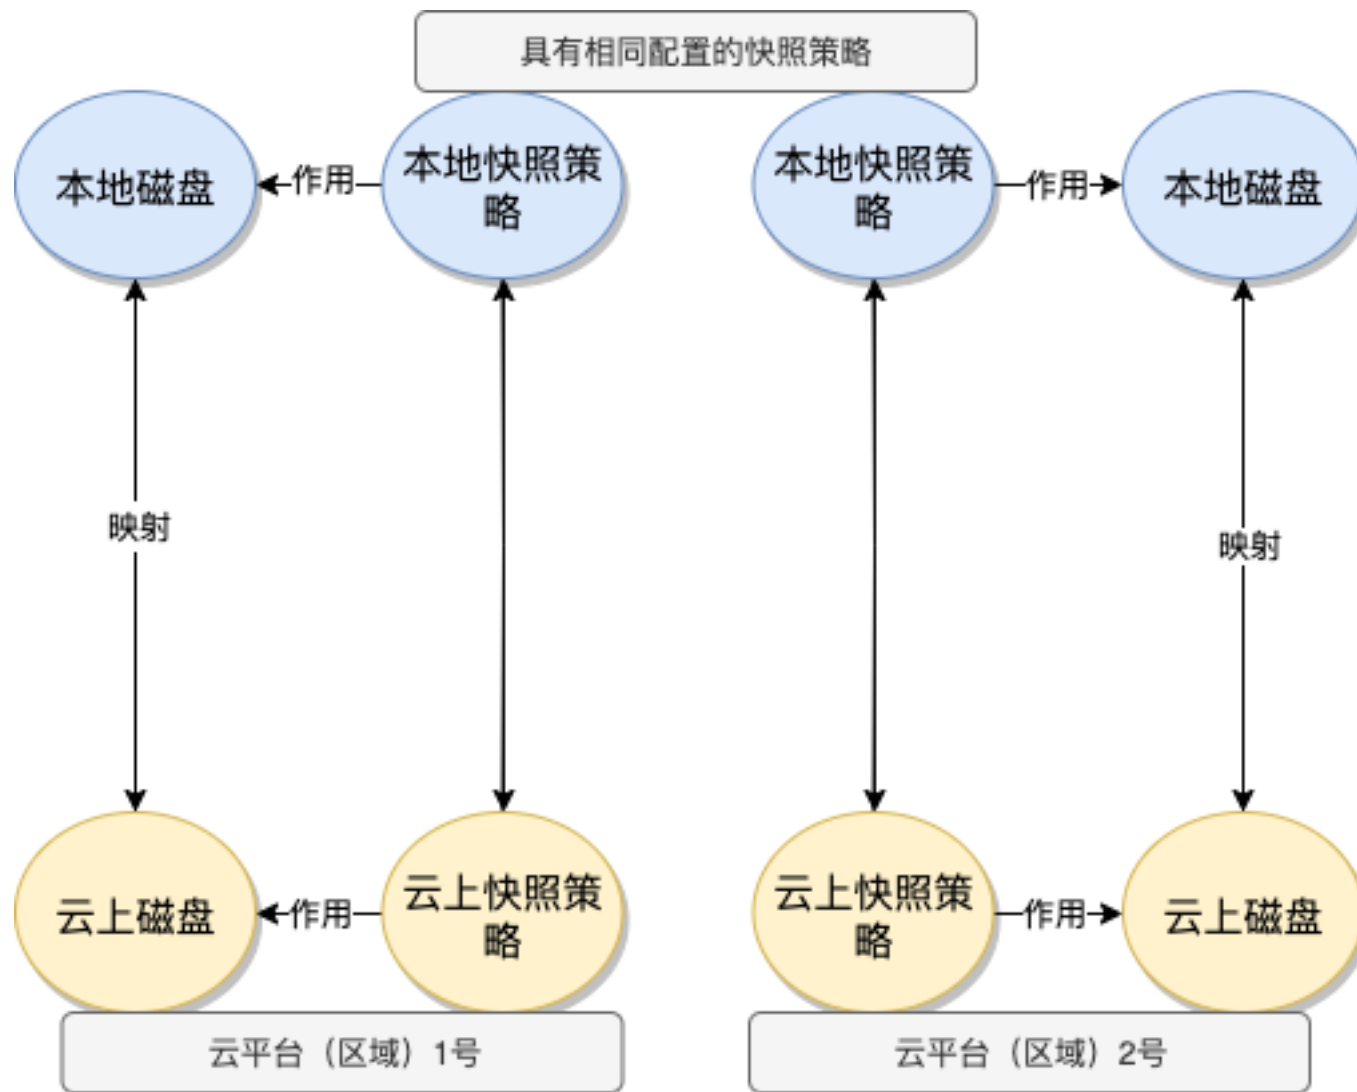 具有相同配置的快照策略
本地磁盘
作用
本地快照策
略
本地快照策
略
作用
本地磁盘
映射
映射
云上磁盘
作用
云上快照策
略
云上快照策
略
作用
云上磁盘
云平台（区域）1号
云平台（区域）2号